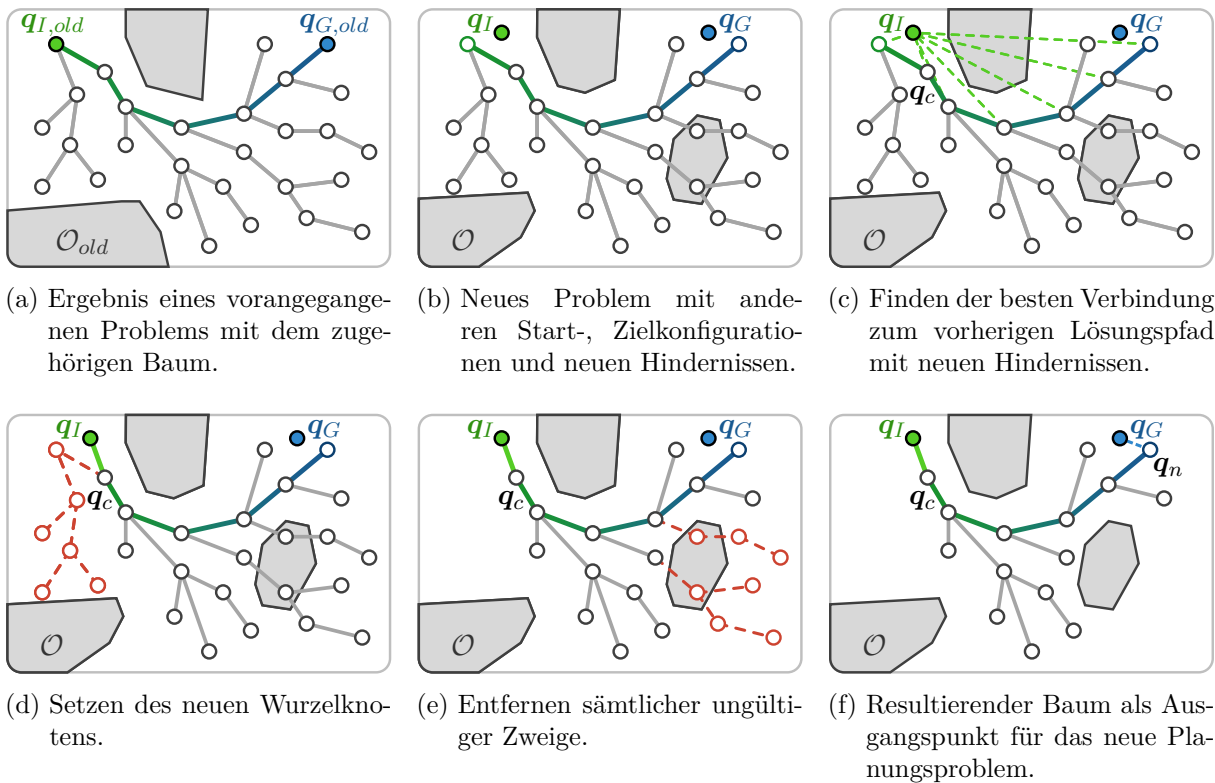 q_{I,old}
q_{G,old}
O_{old}
(a) Ergebnis eines vorangegange-
nen Problems mit dem zuge-
hörigen Baum.
q_I
q_G
O
(b) Neues Problem mit ande-
ren Start-, Zielkonfiguratio-
nen und neuen Hindernissen.
q_I
q_G
q_c
O
(c) Finden der besten Verbindung
zum vorherigen Lösungspfad
mit neuen Hindernissen.
q_I
q_G
q_c
O
(d) Setzen des neuen Wurzelkno-
tens.
q_I
q_G
q_c
O
(e) Entfernen sämtlicher ungülti-
ger Zweige.
q_I
q_G
q_n
q_c
O
(f) Resultierender Baum als Aus-
gangspunkt für das neue Pla-
nungsproblem.